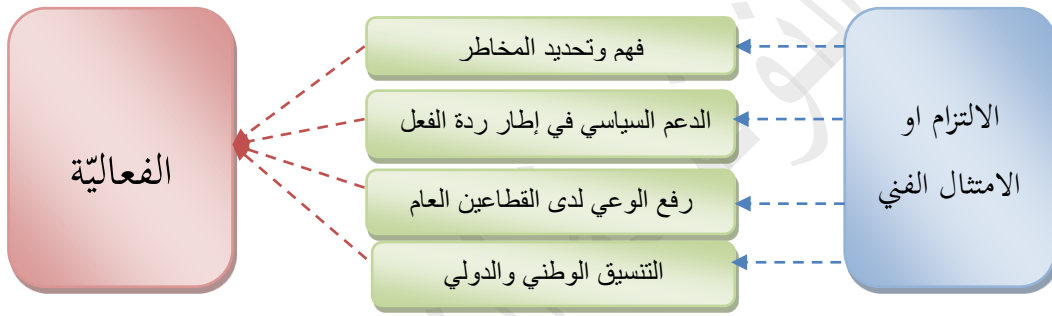 الالتزام او
الامتثال الفني
فهم وتحديد المخاطر
الدعم السياسي في إطار ردة الفعل
رفع الوعي لدى القطاعين العام
التنسيق الوطني والدولي
الفعاليّة